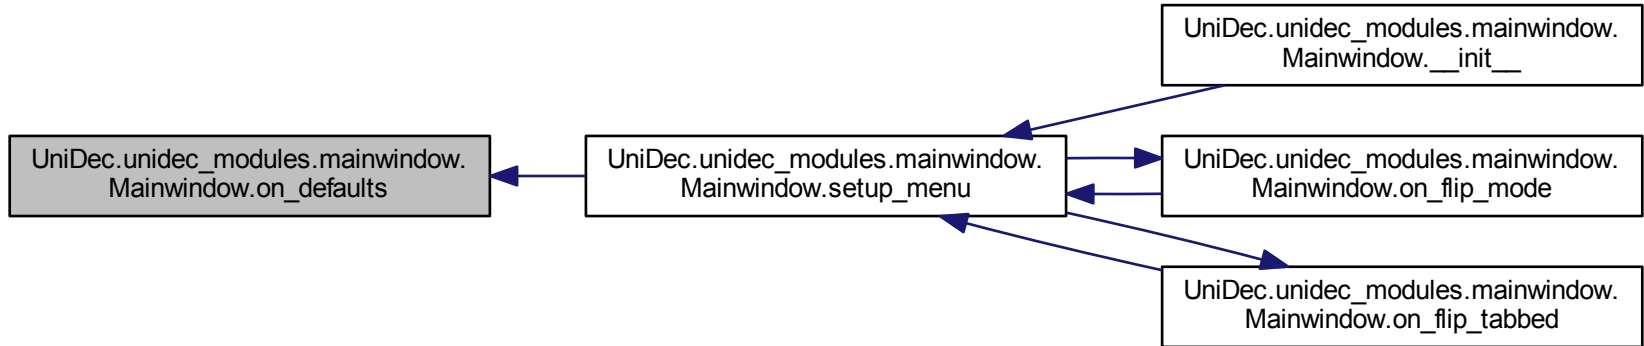 UniDec.unidec_modules.mainwindow.
Mainwindow.__init__
UniDec.unidec_modules.mainwindow.
Mainwindow.on_defaults
UniDec.unidec_modules.mainwindow.
Mainwindow.setup_menu
UniDec.unidec_modules.mainwindow.
Mainwindow.on_flip_mode
UniDec.unidec_modules.mainwindow.
Mainwindow.on_flip_tabbed